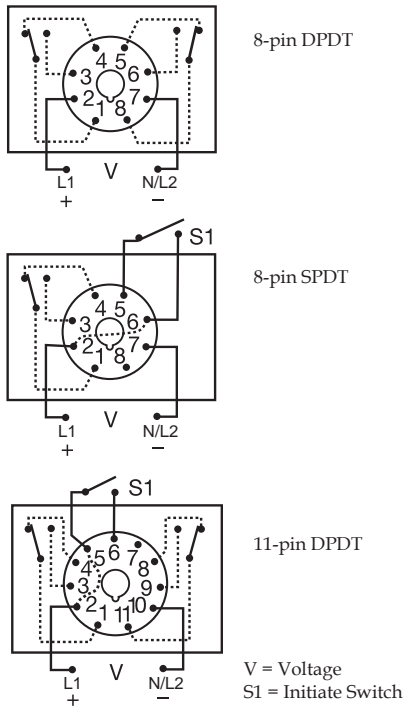 8-pin DPDT
4 5
3 6
2 7
1 8
L1 V N/L2
+ −
S1
8-pin SPDT
4 5
3 6
2 7
1 8
L1 V N/L2
+ −
S1
11-pin DPDT
5 6 7
4 8
3 9
2 10
1 11
L1 V N/L2
+ −
V = Voltage
S1 = Initiate Switch